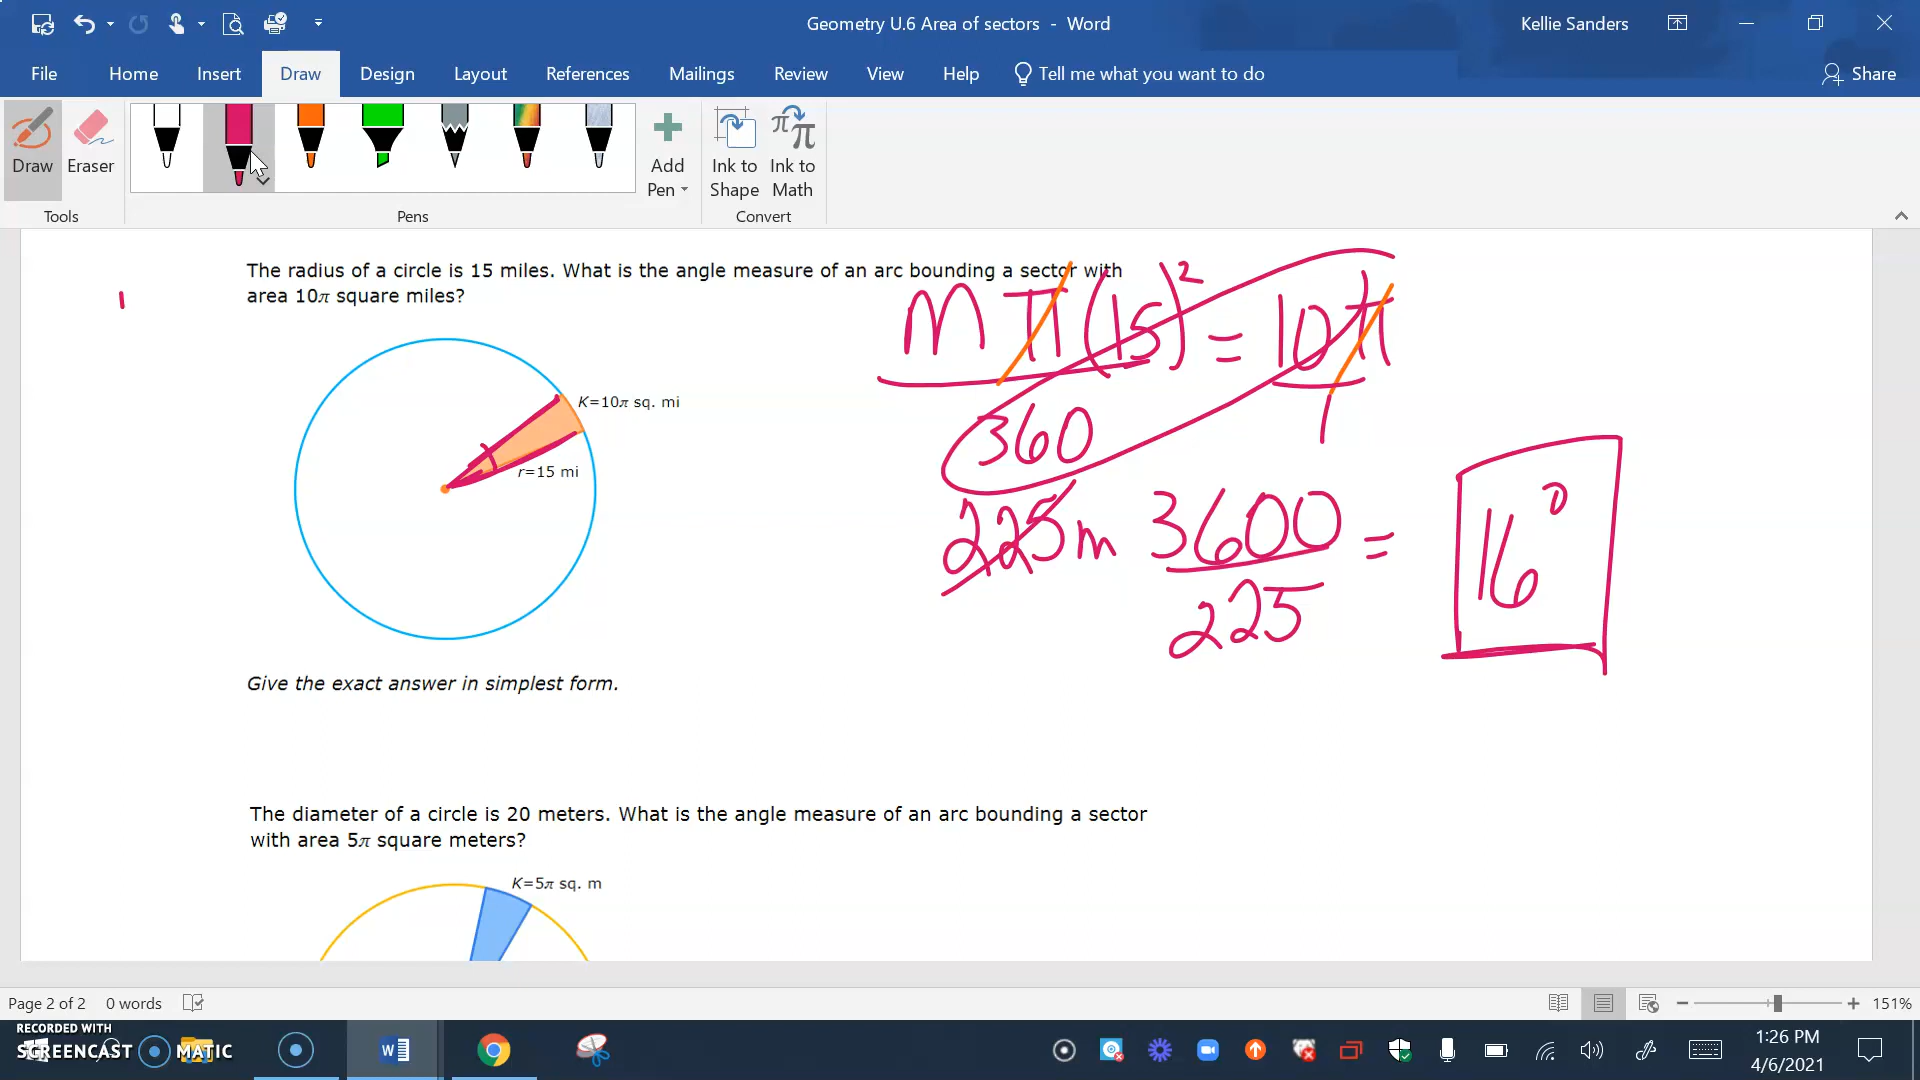 Geometry U.6 Area of sectors - Word
Kellie Sanders
File Home Insert Draw Design Layout References Mailings Review View Help Tell me what you want to do Share
Draw Eraser
Add Pen
Ink to Shape
Ink to Math
Tools Pens Convert
The radius of a circle is 15 miles. What is the angle measure of an arc bounding a sector with
area 10π square miles?
1
K=10π sq. mi
r=15 mi
m π (15)² = 10π
360 1
225m 3600 = 16°
225
Give the exact answer in simplest form.
The diameter of a circle is 20 meters. What is the angle measure of an arc bounding a sector
with area 5π square meters?
K=5π sq. m
Page 2 of 2 0 words 151%
RECORDED WITH
SCREENCAST MATIC
1:26 PM
4/6/2021